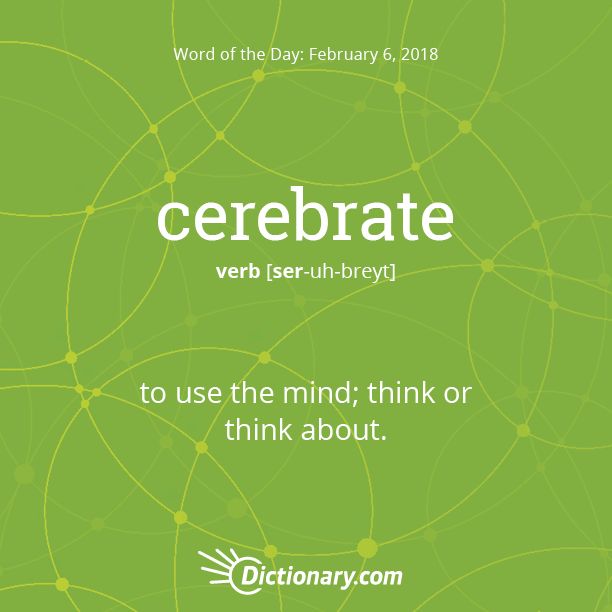 Word of the Day: February 6, 2018
cerebrate
verb [ser-uh-breyt]
to use the mind; think or
think about.
Dictionary.com